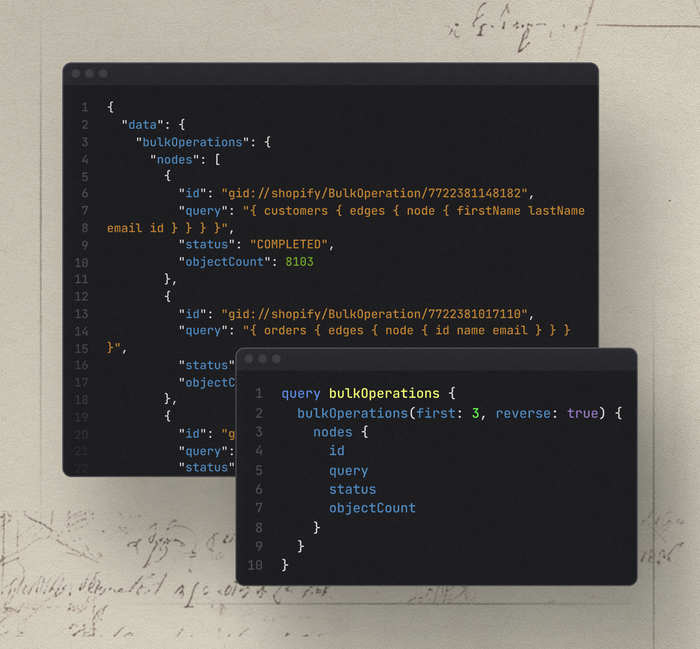 1 {
2 "data": {
3 "bulkOperations": {
4 "nodes": [
5 {
6 "id": "gid://shopify/BulkOperation/7722381148182",
7 "query": "{ customers { edges { node { firstName lastName
8 email id } } } }",
9 "status": "COMPLETED",
10 "objectCount": 8103
11 },
12 {
13 "id": "gid://shopify/BulkOperation/7722381017110",
14 "query": "{ orders { edges { node { id name email } } }
15 }",
16 "status"
17 "objectC
18 },
19 {
20 "id": "g
21 "query":
22 "status"
1 query bulkOperations {
2 bulkOperations(first: 3, reverse: true) {
3 nodes {
4 id
5 query
6 status
7 objectCount
8 }
9 }
10 }